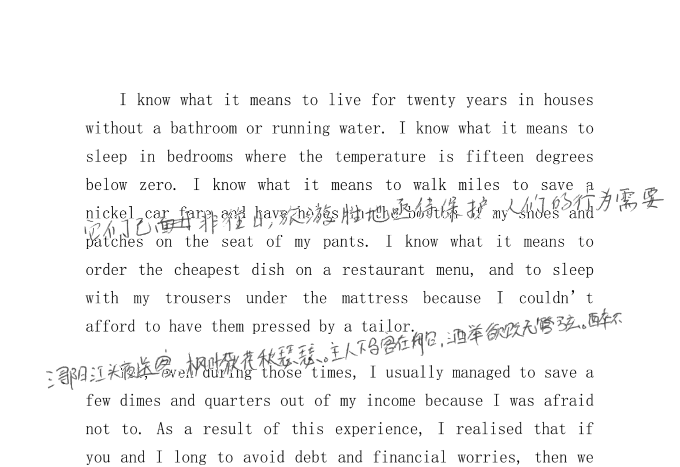 I know what it means to live for twenty years in houses
without a bathroom or running water. I know what it means to
sleep in bedrooms where the temperature is fifteen degrees
below zero. I know what it means to walk miles to save a
nickel car fare and have holes in the bottom of my shoes and
它们已非往日,旅游胜地亟待保护。人们的行为需要
patches on the seat of my pants. I know what it means to
order the cheapest dish on a restaurant menu, and to sleep
with my trousers under the mattress because I couldn't
afford to have them pressed by a tailor.
浔阳江头夜送客,枫叶荻花秋瑟瑟。主人下马客在船,酒举欲饮无管弦。醉不
even during those times, I usually managed to save a
few dimes and quarters out of my income because I was afraid
not to. As a result of this experience, I realised that if
you and I long to avoid debt and financial worries, then we